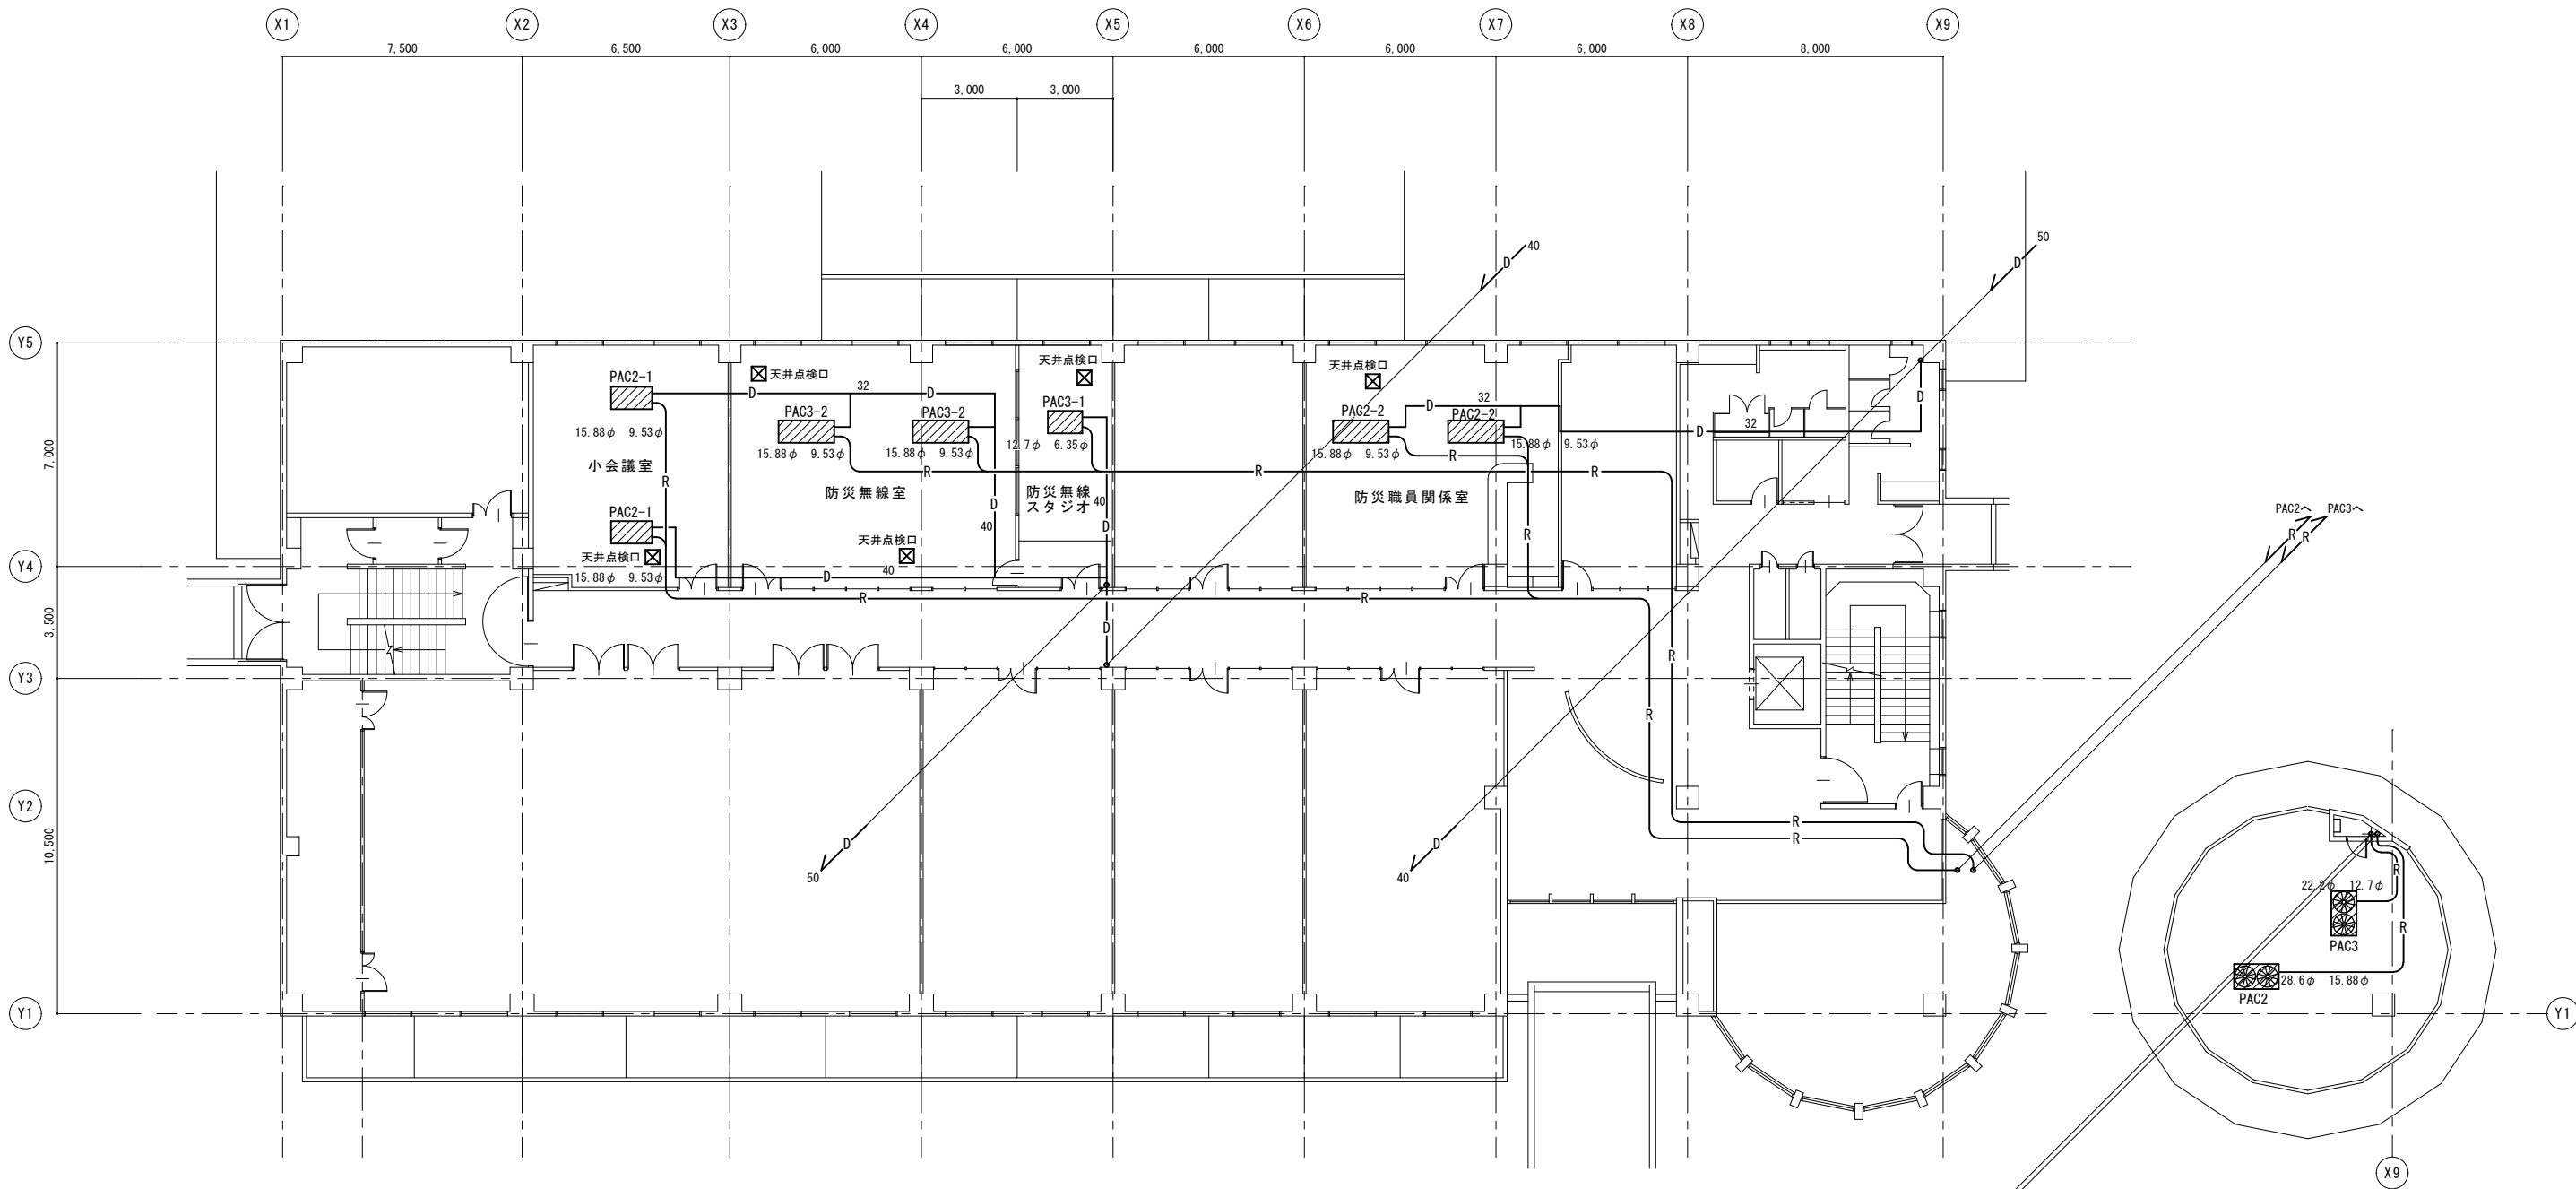 X1 X2 X3 X4 X5 X6 X7 X8 X9
7,500 6,500 6,000 6,000 6,000 6,000 6,000 8,000
3,000 3,000
D 40
D 50
Y5
天井点検口 天井点検口 天井点検口
PAC2-1 D 32 D PAC3-1 D 32 D
PAC3-2 PAC3-2 PAC2-2 PAC2-2 32 D
15.88φ 9.53φ
12.7φ 6.35φ 15.88φ 9.53φ
15.88φ 9.53φ 15.88φ 9.53φ 15.88φ 9.53φ R
7,000
小会議室 R R R
R 防災無線室 防災無線
スタジオ 防災職員関係室
D 40
PAC2-1 40 D R
PAC2へ PAC3へ
R R
天井点検口 天井点検口
Y4
15.88φ 9.53φ D 40
R R
3,500
D
R
Y3
R
Y2
R
R
D D
50 40
10,500
R
22.2φ 12.7φ
R
PAC3
28.6φ 15.88φ
PAC2
Y1 Y1
X9